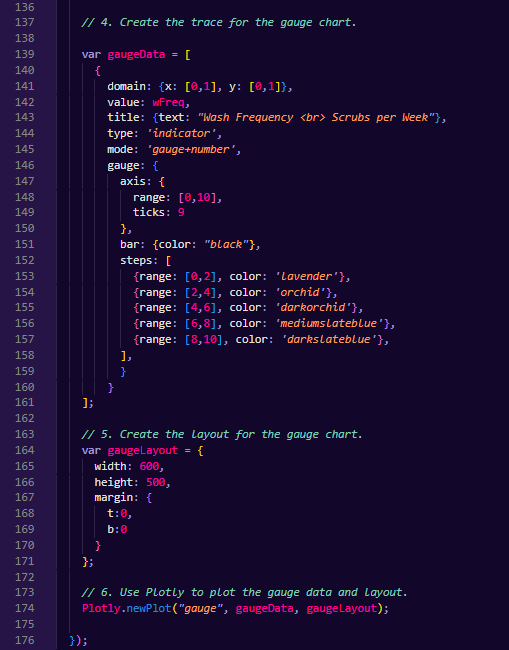 136
137 // 4. Create the trace for the gauge chart.
138
139 var gaugeData = [
140 {
141 domain: {x: [0,1], y: [0,1]},
142 value: wFreq,
143 title: {text: "Wash Frequency <br> Scrubs per Week"},
144 type: 'indicator',
145 mode: 'gauge+number',
146 gauge: {
147 axis: {
148 range: [0,10],
149 ticks: 9
150 },
151 bar: {color: "black"},
152 steps: [
153 {range: [0,2], color: 'lavender'},
154 {range: [2,4], color: 'orchid'},
155 {range: [4,6], color: 'darkorchid'},
156 {range: [6,8], color: 'mediumslateblue'},
157 {range: [8,10], color: 'darkslateblue'},
158 ],
159 }
160 }
161 ];
162
163 // 5. Create the layout for the gauge chart.
164 var gaugeLayout = {
165 width: 600,
166 height: 500,
167 margin: {
168 t:0,
169 b:0
170 }
171 };
172
173 // 6. Use Plotly to plot the gauge data and layout.
174 Plotly.newPlot("gauge", gaugeData, gaugeLayout);
175
176 });